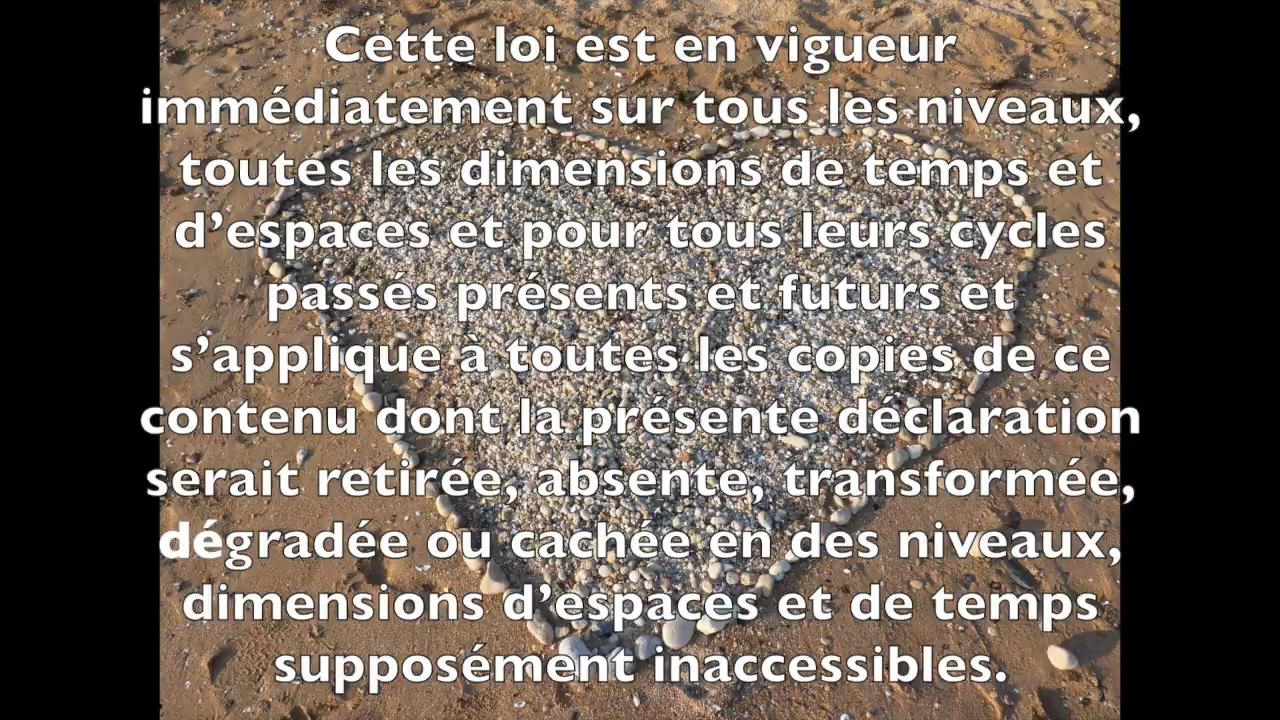 Cette loi est en vigueur
immédiatement sur tous les niveaux,
toutes les dimensions de temps et
d’espaces et pour tous leurs cycles
passés présents et futurs et
s’applique à toutes les copies de ce
contenu dont la présente déclaration
serait retirée, absente, transformée,
dégradée ou cachée en des niveaux,
dimensions d’espaces et de temps
supposément inaccessibles.